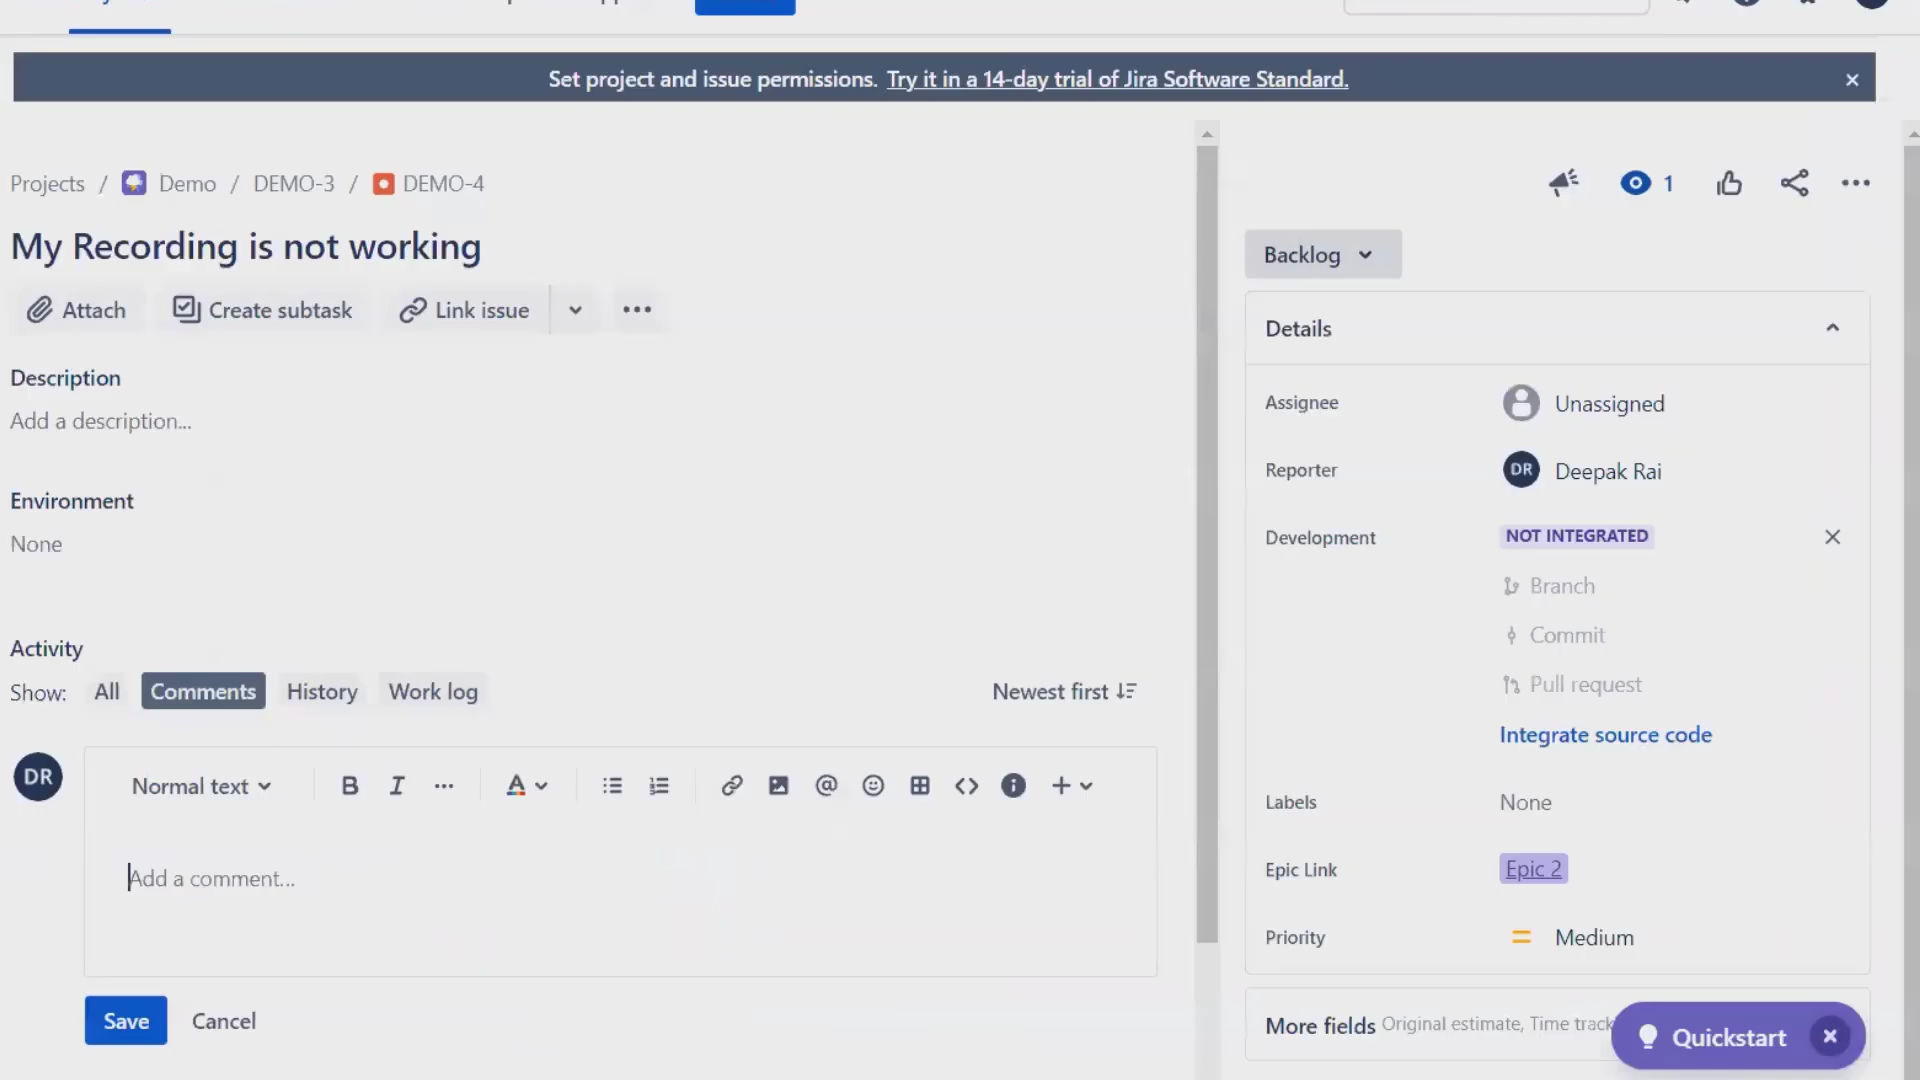 Set project and issue permissions. Try it in a 14-day trial of Jira Software Standard.
Projects / Demo / DEMO-3 / DEMO-4
1
My Recording is not working
Attach
Create subtask
Link issue
Description
Add a description...
Environment
None
Activity
Show: All Comments History Work log
Newest first
DR
Normal text
B I A @
Add a comment...
Save Cancel
Backlog
Details
Assignee
Unassigned
Reporter
DR Deepak Rai
Development
NOT INTEGRATED
Branch
Commit
Pull request
Integrate source code
Labels
None
Epic Link
Epic 2
Priority
Medium
More fields Original estimate, Time track
Quickstart